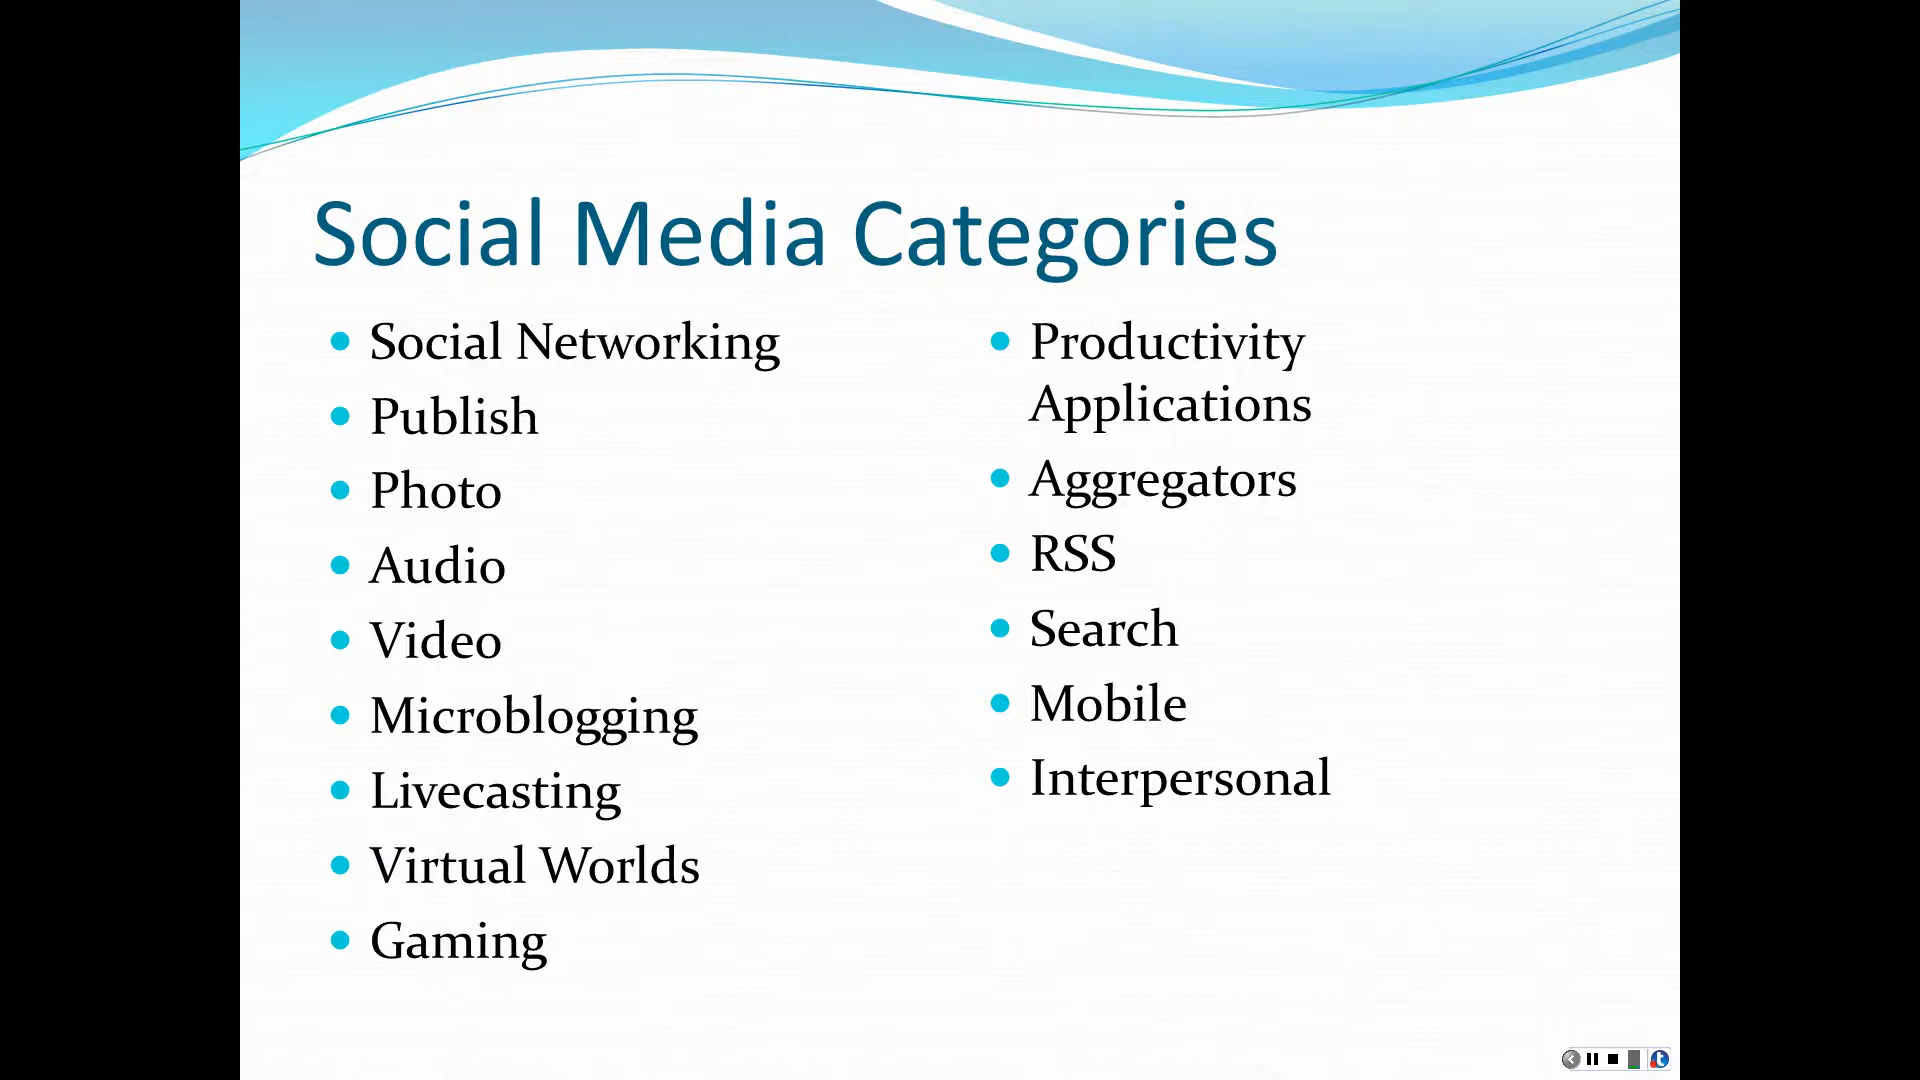 Social Media Categories
Social Networking
Publish
Photo
Audio
Video
Microblogging
Livecasting
Virtual Worlds
Gaming
Productivity
Applications
Aggregators
RSS
Search
Mobile
Interpersonal